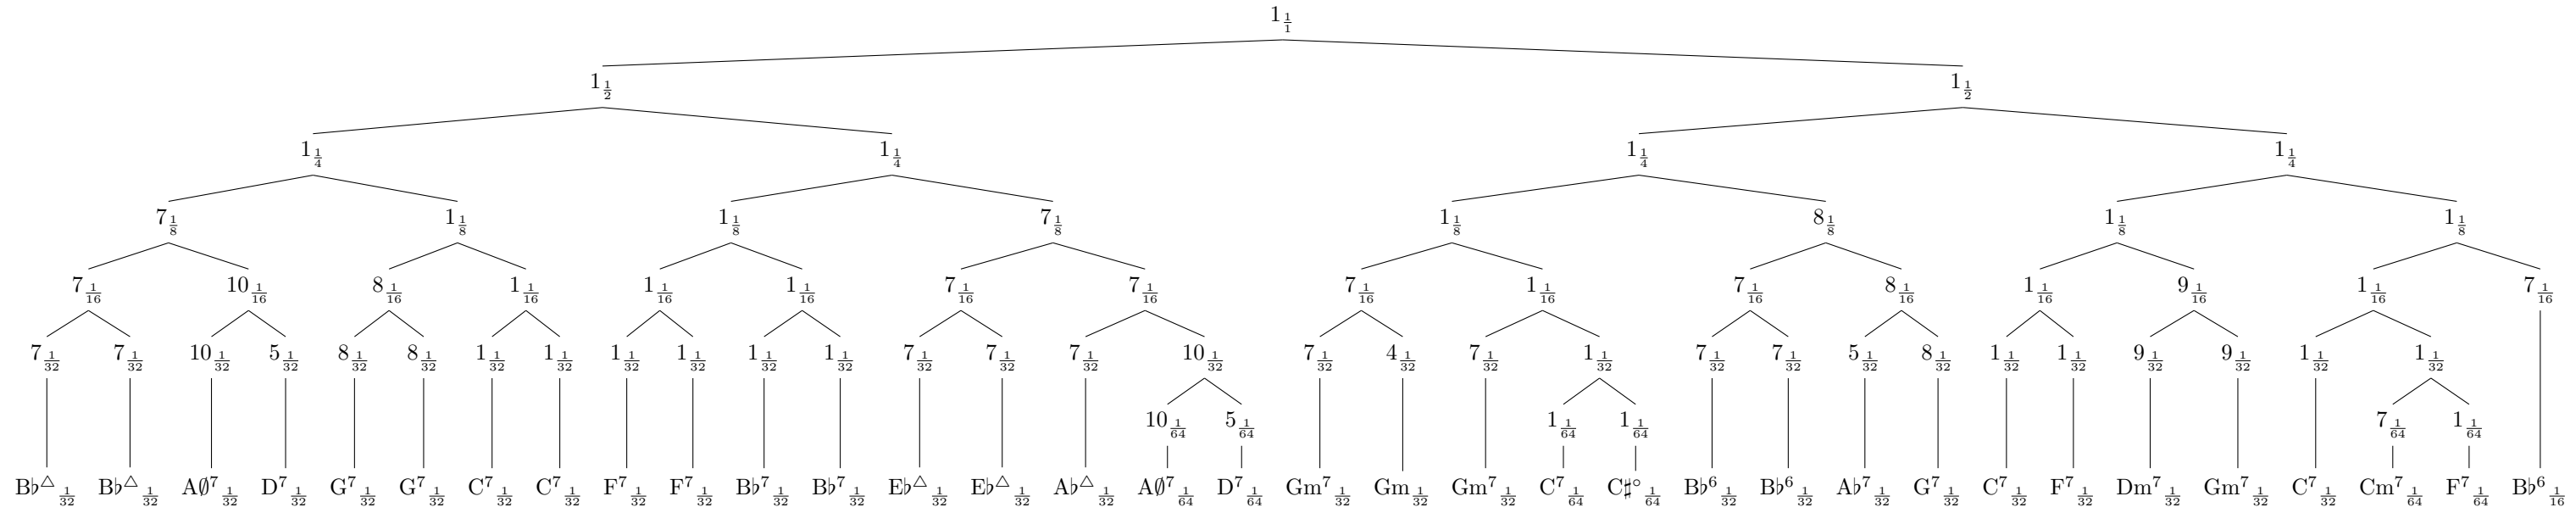 1 1/1
1 1/2 1 1/2
1 1/4 1 1/4 1 1/4 1 1/4
7 1/8 1 1/8 1 1/8 7 1/8 1 1/8 8 1/8 1 1/8 1 1/8
7 1/16 10 1/16 8 1/16 1 1/16 1 1/16 1 1/16 7 1/16 7 1/16 7 1/16 1 1/16 7 1/16 8 1/16 1 1/16 9 1/16 1 1/16 7 1/16
7 1/32 7 1/32 10 1/32 5 1/32 8 1/32 8 1/32 1 1/32 1 1/32 1 1/32 1 1/32 1 1/32 1 1/32 7 1/32 7 1/32 7 1/32 10 1/32 7 1/32 4 1/32 7 1/32 1 1/32 7 1/32 7 1/32 5 1/32 8 1/32 1 1/32 1 1/32 9 1/32 9 1/32 1 1/32 1 1/32
10 1/64 5 1/64 1 1/64 1 1/64 7 1/64 1 1/64
B♭△ 1/32 B♭△ 1/32 A∅7 1/32 D7 1/32 G7 1/32 G7 1/32 C7 1/32 C7 1/32 F7 1/32 F7 1/32 B♭7 1/32 B♭7 1/32 E♭△ 1/32 E♭△ 1/32 A♭△ 1/32 A∅7 1/64 D7 1/64 Gm7 1/32 Gm 1/32 Gm7 1/32 C7 1/64 C♯° 1/64 B♭6 1/32 B♭6 1/32 A♭7 1/32 G7 1/32 C7 1/32 F7 1/32 Dm7 1/32 Gm7 1/32 C7 1/32 Cm7 1/64 F7 1/64 B♭6 1/16